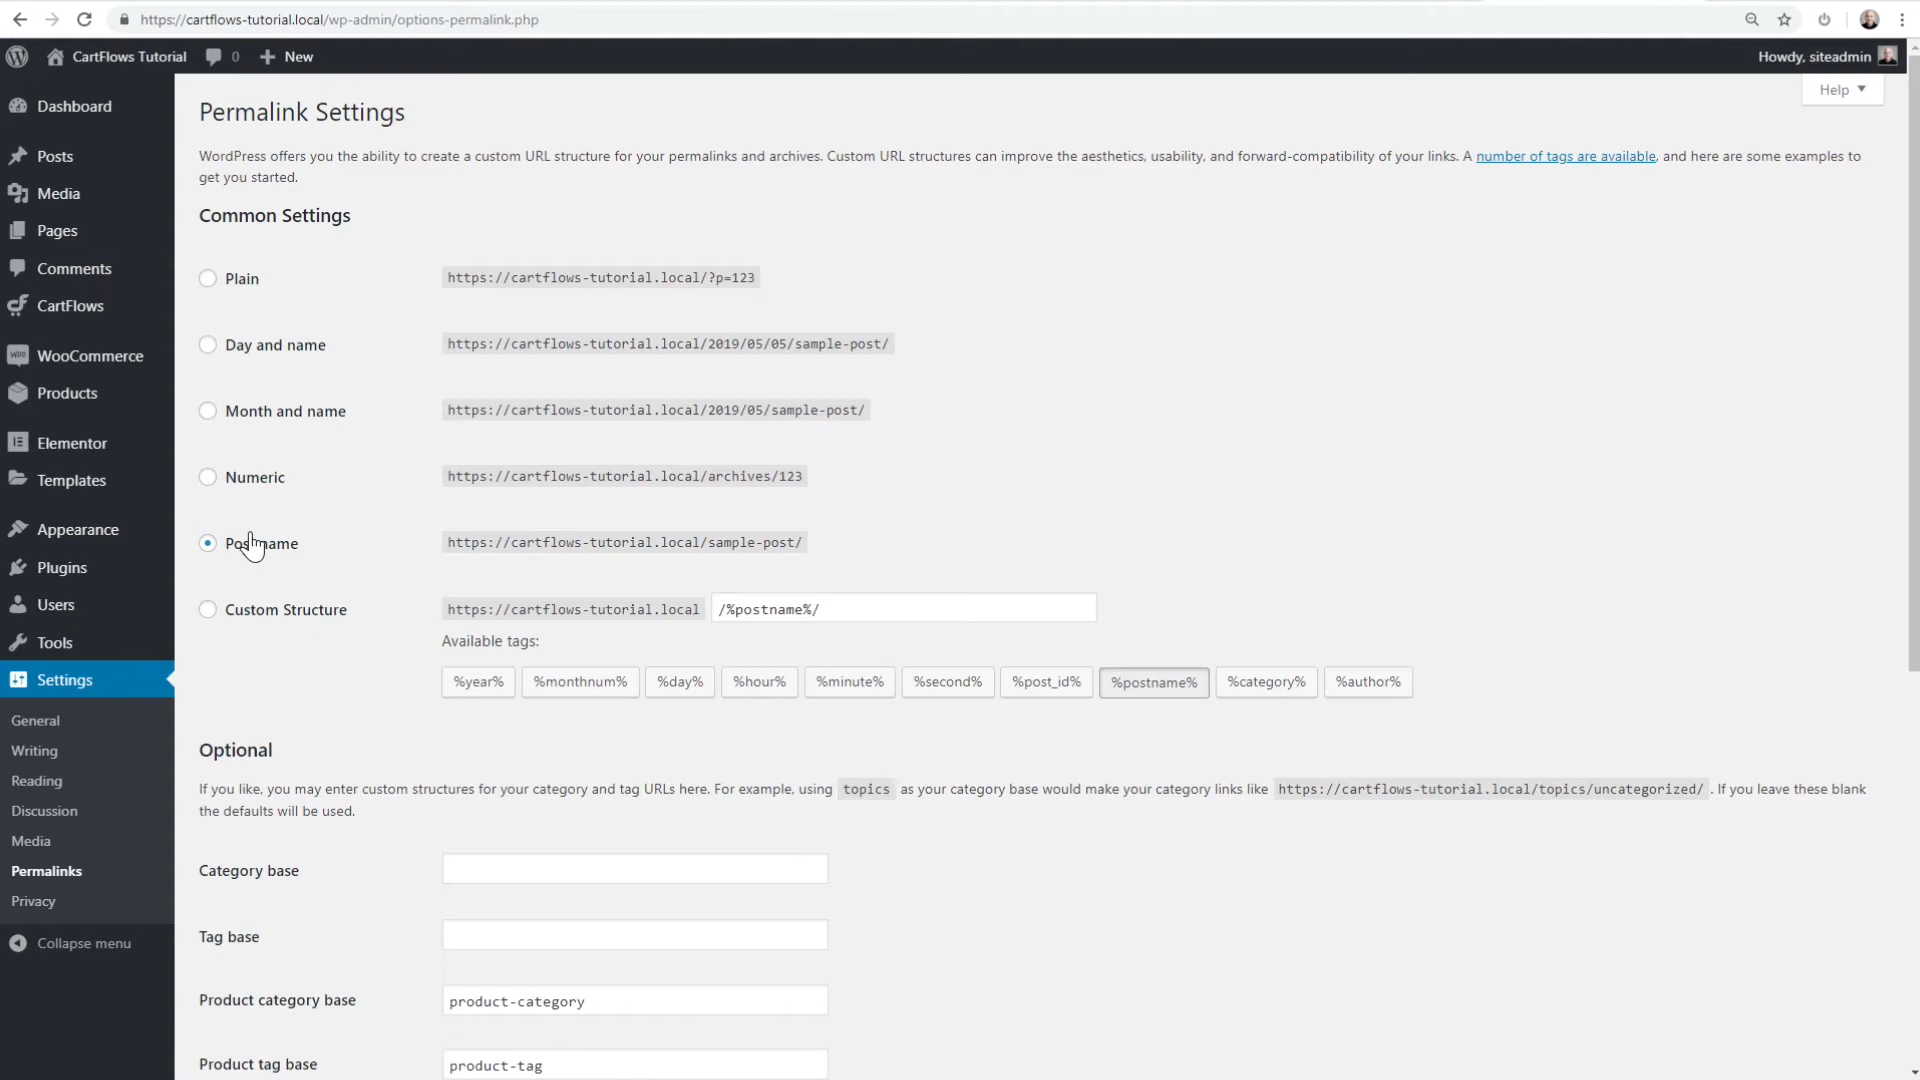 https://cartflows-tutorial.local/wp-admin/options-permalink.php
CartFlows Tutorial
0
New
Howdy, siteadmin
Help
Dashboard
Posts
Media
Pages
Comments
CartFlows
WooCommerce
Products
Elementor
Templates
Appearance
Plugins
Users
Tools
Settings
General
Writing
Reading
Discussion
Media
Permalinks
Privacy
Collapse menu
Permalink Settings
WordPress offers you the ability to create a custom URL structure for your permalinks and archives. Custom URL structures can improve the aesthetics, usability, and forward-compatibility of your links. A number of tags are available, and here are some examples to
get you started.
Common Settings
Plain
https://cartflows-tutorial.local/?p=123
Day and name
https://cartflows-tutorial.local/2019/05/05/sample-post/
Month and name
https://cartflows-tutorial.local/2019/05/sample-post/
Numeric
https://cartflows-tutorial.local/archives/123
Post name
https://cartflows-tutorial.local/sample-post/
Custom Structure
https://cartflows-tutorial.local
/%postname%/
Available tags:
%year%
%monthnum%
%day%
%hour%
%minute%
%second%
%post_id%
%postname%
%category%
%author%
Optional
If you like, you may enter custom structures for your category and tag URLs here. For example, using topics as your category base would make your category links like https://cartflows-tutorial.local/topics/uncategorized/ . If you leave these blank
the defaults will be used.
Category base
Tag base
Product category base
product-category
Product tag base
product-tag